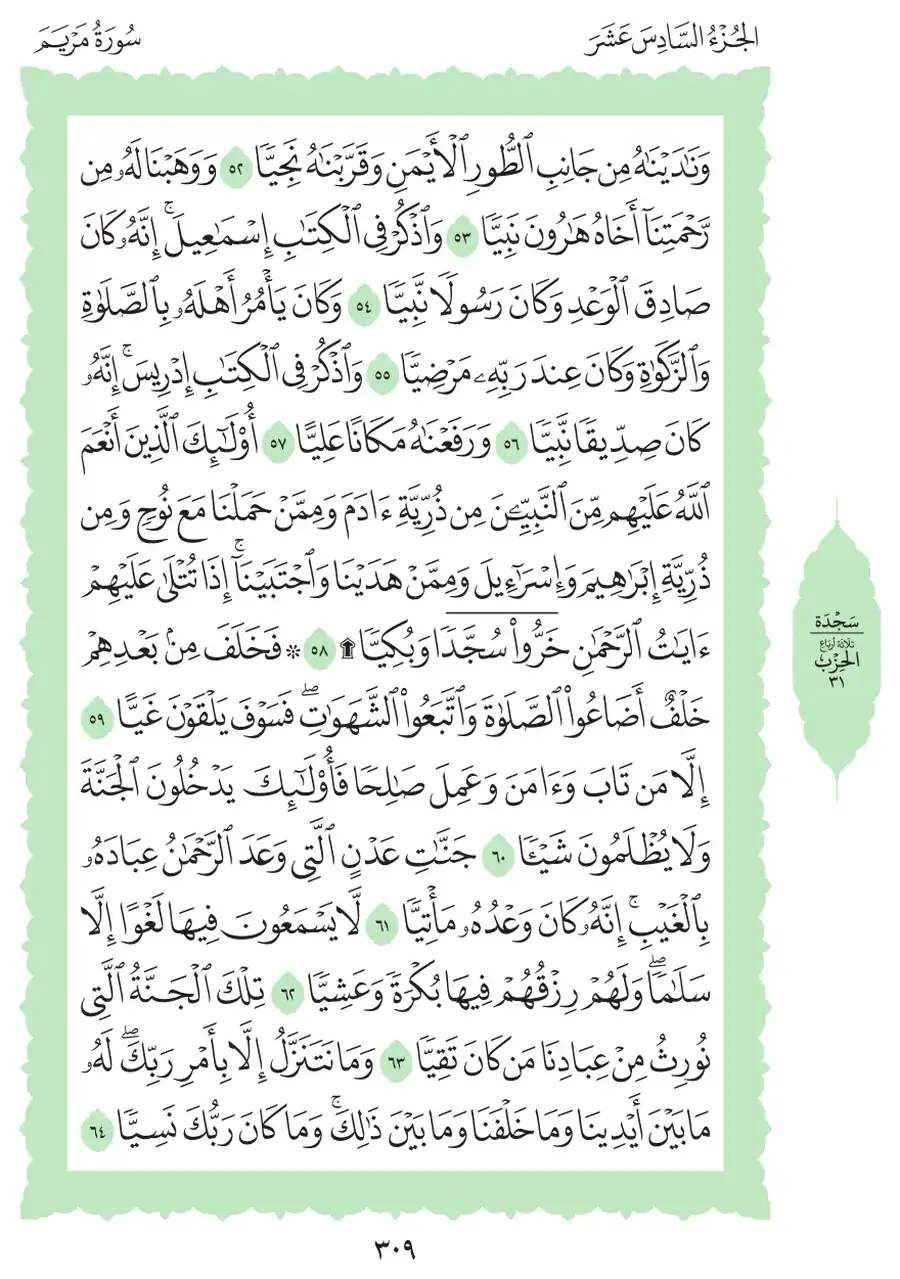 الجُزْءُ السَّادِسَ عَشَرَ
سُورَةُ مَرْيَمَ
وَنَٰدَيْنَٰهُ مِن جَانِبِ ٱلطُّورِ ٱلْأَيْمَنِ وَقَرَّبْنَٰهُ نَجِيًّا ٥٢ وَوَهَبْنَا لَهُۥ مِن
رَّحْمَتِنَآ أَخَاهُ هَٰرُونَ نَبِيًّا ٥٣ وَٱذْكُرْ فِي ٱلْكِتَٰبِ إِسْمَٰعِيلَۚ إِنَّهُۥ كَانَ
صَادِقَ ٱلْوَعْدِ وَكَانَ رَسُولًا نَّبِيًّا ٥٤ وَكَانَ يَأْمُرُ أَهْلَهُۥ بِٱلصَّلَوٰةِ
وَٱلزَّكَوٰةِ وَكَانَ عِندَ رَبِّهِۦ مَرْضِيًّا ٥٥ وَٱذْكُرْ فِي ٱلْكِتَٰبِ إِدْرِيسَۚ إِنَّهُۥ
كَانَ صِدِّيقًا نَّبِيًّا ٥٦ وَرَفَعْنَٰهُ مَكَانًا عَلِيًّا ٥٧ أُوْلَٰٓئِكَ ٱلَّذِينَ أَنْعَمَ
ٱللَّهُ عَلَيْهِم مِّنَ ٱلنَّبِيِّـۧنَ مِن ذُرِّيَّةِ ءَادَمَ وَمِمَّنْ حَمَلْنَا مَعَ نُوحٍ وَمِن
ذُرِّيَّةِ إِبْرَٰهِيمَ وَإِسْرَٰٓءِيلَ وَمِمَّنْ هَدَيْنَا وَٱجْتَبَيْنَآۚ إِذَا تُتْلَىٰ عَلَيْهِمْ
ءَايَٰتُ ٱلرَّحْمَٰنِ خَرُّواْ سُجَّدًا وَبُكِيًّا ۩ ٥٨ * فَخَلَفَ مِنۢ بَعْدِهِمْ
خَلْفٌ أَضَاعُواْ ٱلصَّلَوٰةَ وَٱتَّبَعُواْ ٱلشَّهَوَٰتِۖ فَسَوْفَ يَلْقَوْنَ غَيًّا ٥٩
إِلَّا مَن تَابَ وَءَامَنَ وَعَمِلَ صَٰلِحًا فَأُوْلَٰٓئِكَ يَدْخُلُونَ ٱلْجَنَّةَ
وَلَا يُظْلَمُونَ شَيْـًٔا ٦٠ جَنَّٰتِ عَدْنٍ ٱلَّتِي وَعَدَ ٱلرَّحْمَٰنُ عِبَادَهُۥ
بِٱلْغَيْبِۚ إِنَّهُۥ كَانَ وَعْدُهُۥ مَأْتِيًّا ٦١ لَّا يَسْمَعُونَ فِيهَا لَغْوًا إِلَّا
سَلَٰمًاۖ وَلَهُمْ رِزْقُهُمْ فِيهَا بُكْرَةً وَعَشِيًّا ٦٢ تِلْكَ ٱلْجَنَّةُ ٱلَّتِي
نُورِثُ مِنْ عِبَادِنَا مَن كَانَ تَقِيًّا ٦٣ وَمَا نَتَنَزَّلُ إِلَّا بِأَمْرِ رَبِّكَۖ لَهُۥ
مَا بَيْنَ أَيْدِينَا وَمَا خَلْفَنَا وَمَا بَيْنَ ذَٰلِكَۚ وَمَا كَانَ رَبُّكَ نَسِيًّا ٦٤
سَجْدَة
ثلاثة أرباع
الحِزْب
٣١
٣٠٩